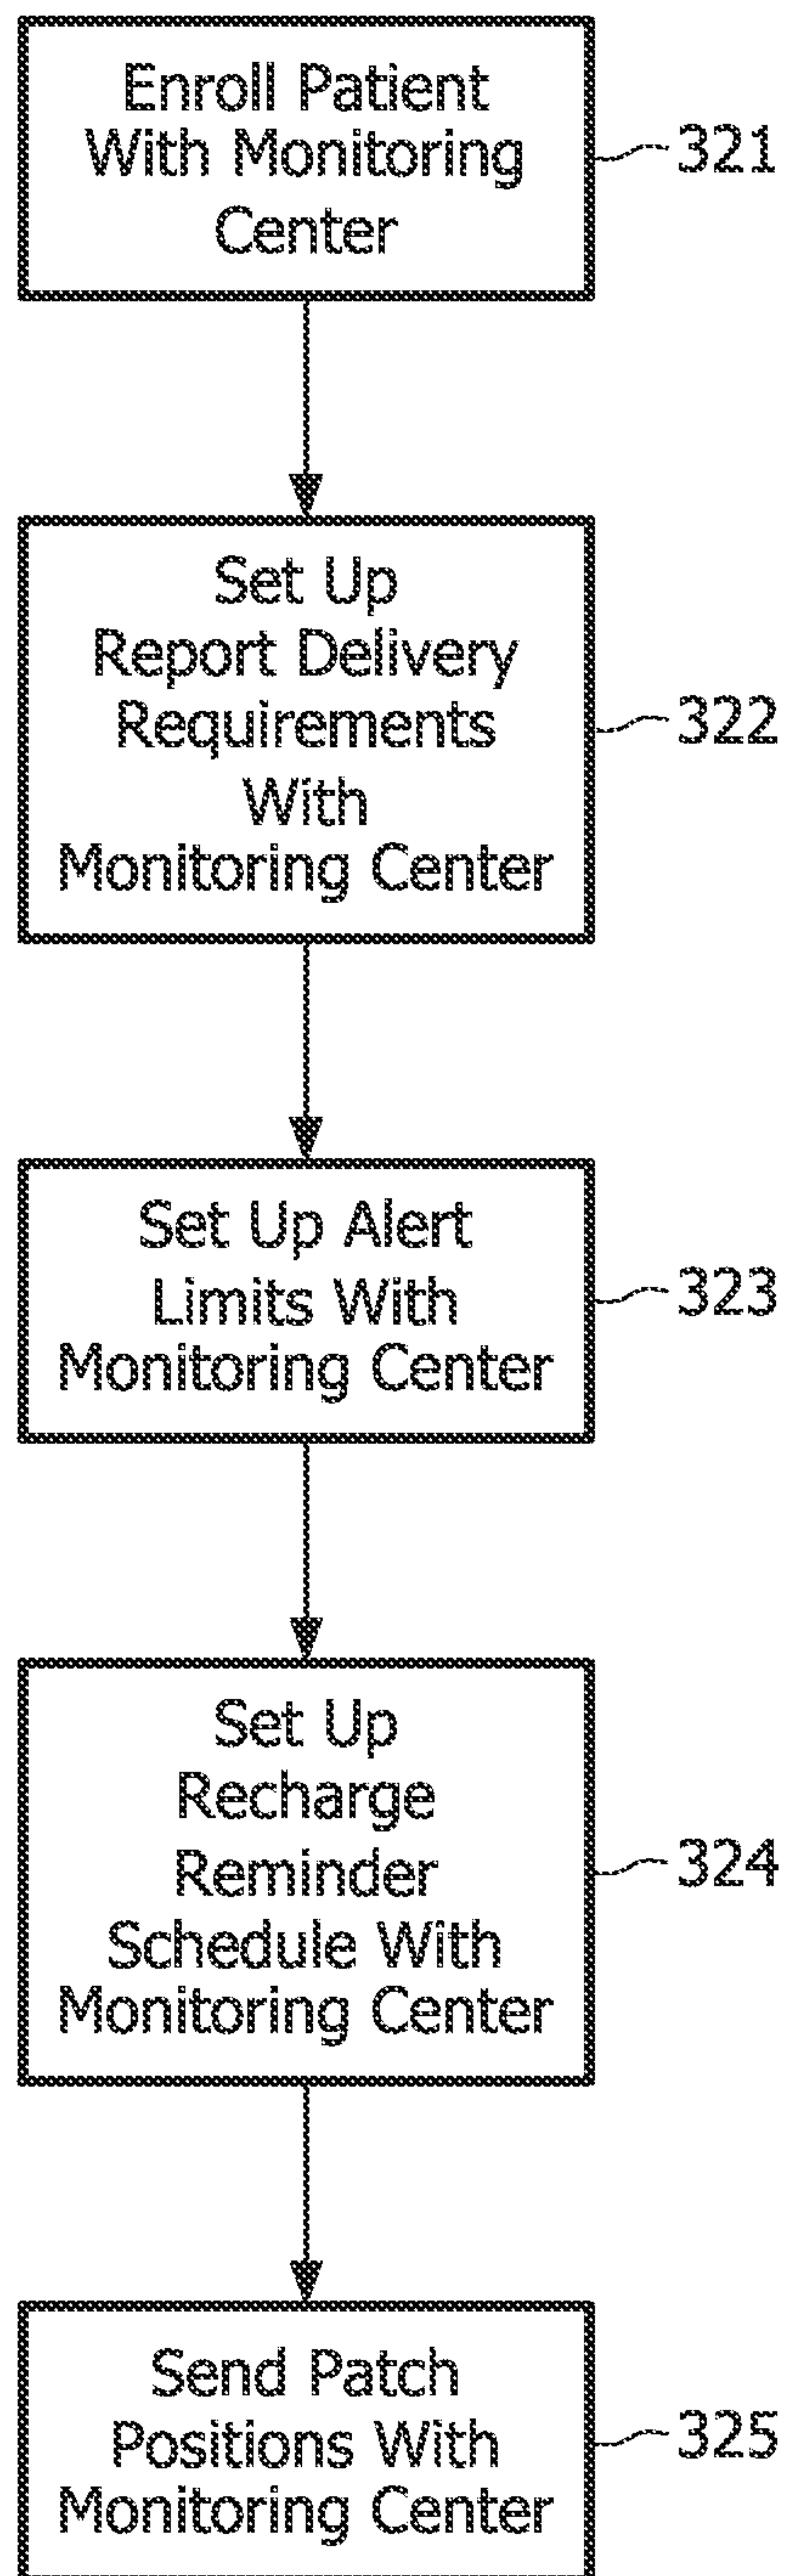 Enroll Patient
With Monitoring
Center
321
Set Up
Report Delivery
Requirements
With
Monitoring Center
322
Set Up Alert
Limits With
Monitoring Center
323
Set Up
Recharge
Reminder
Schedule With
Monitoring Center
324
Send Patch
Positions With
Monitoring Center
325